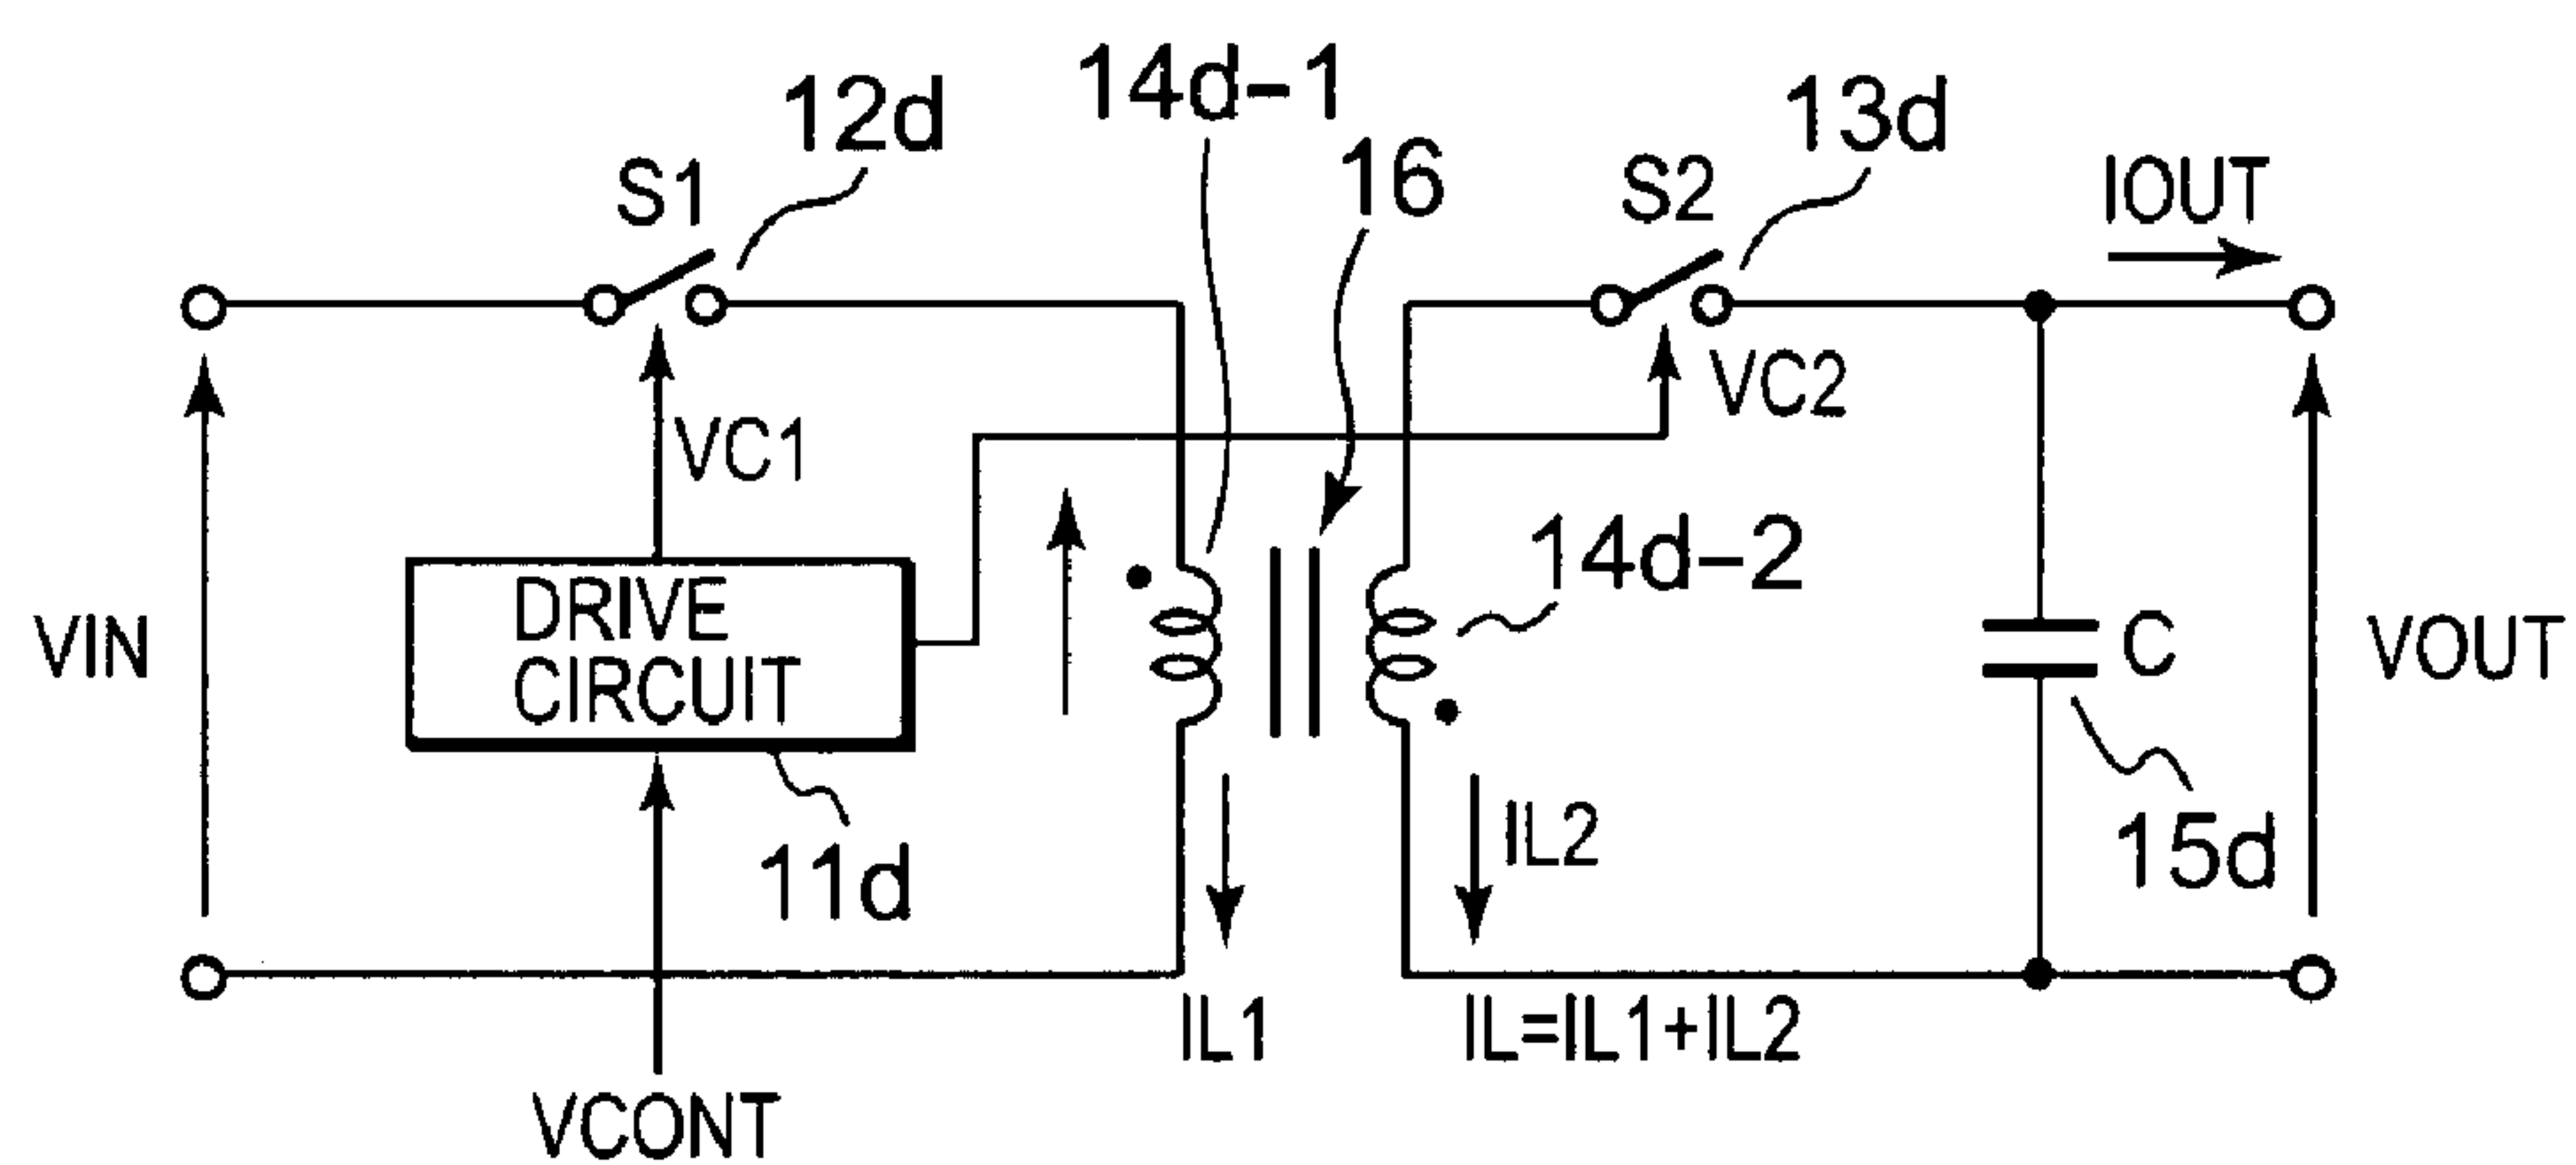 14d-1
12d
13d
16
S1
S2
IOUT
VC2
VC1
14d-2
DRIVE
CIRCUIT
VIN
C
VOUT
IL2
15d
11d
IL1
IL=IL1+IL2
VCONT